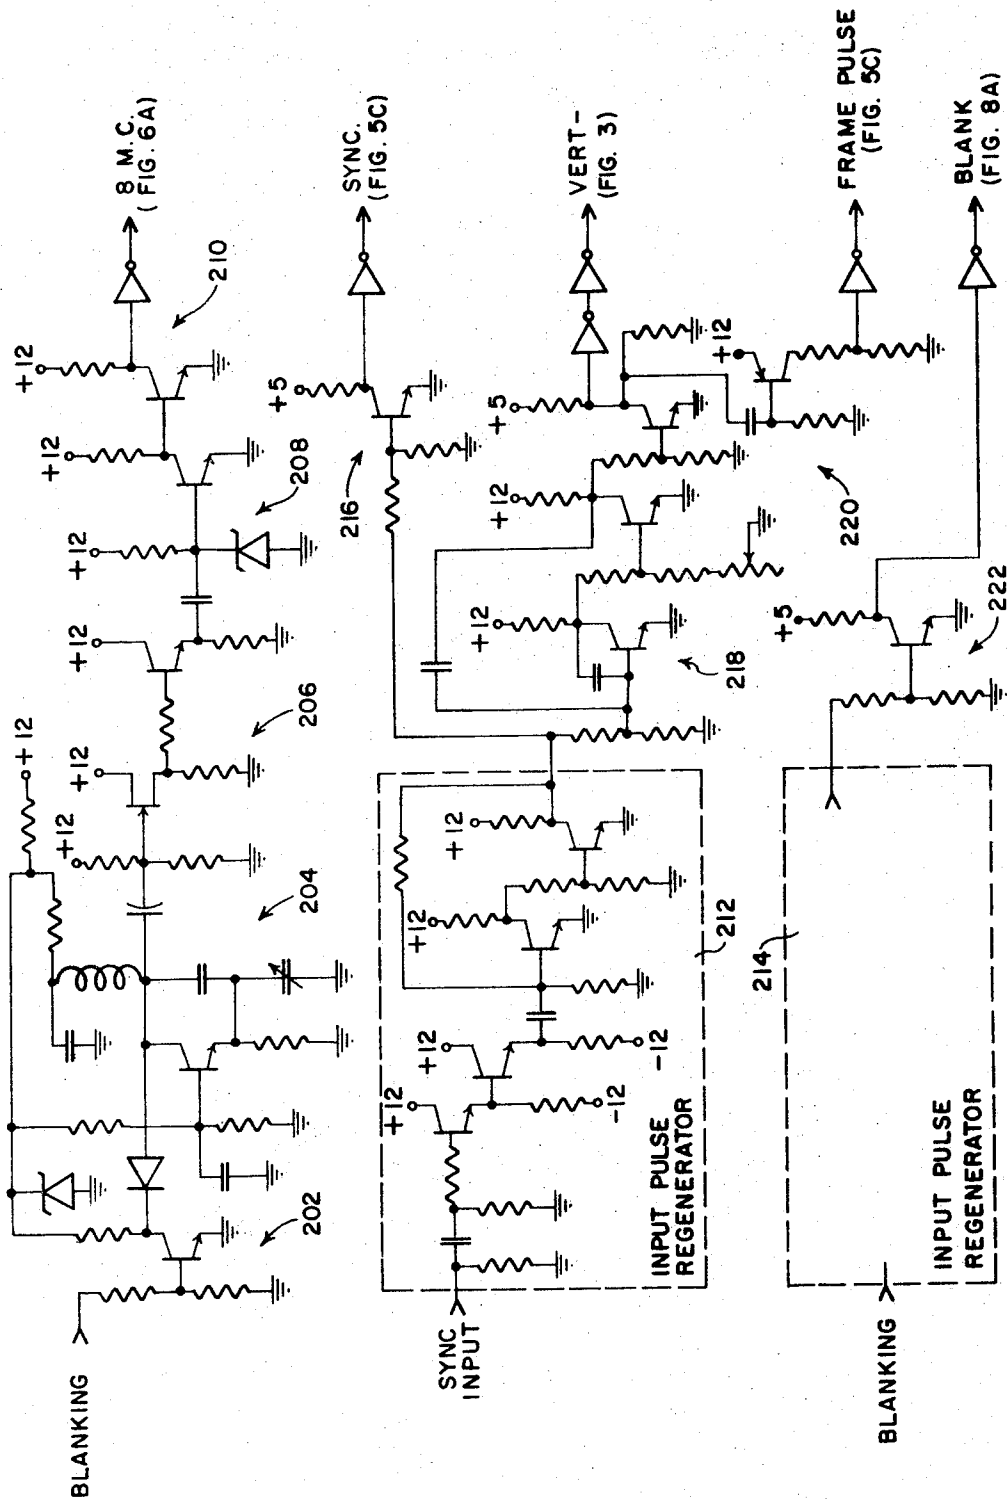 BLANKING
+12
+12
+12
+12
+12
+12
+12
8 M.C.
(FIG. 6A)
202
204
206
208
210
SYNC
INPUT
+12
-12
+12
-12
+12
+12
INPUT PULSE
REGENERATOR
212
216
+5
SYNC.
(FIG. 5C)
+12
+12
+5
218
VERT-
(FIG. 3)
+12
220
FRAME PULSE
(FIG. 5C)
BLANKING
INPUT PULSE
REGENERATOR
214
+5
222
BLANK
(FIG. 8A)